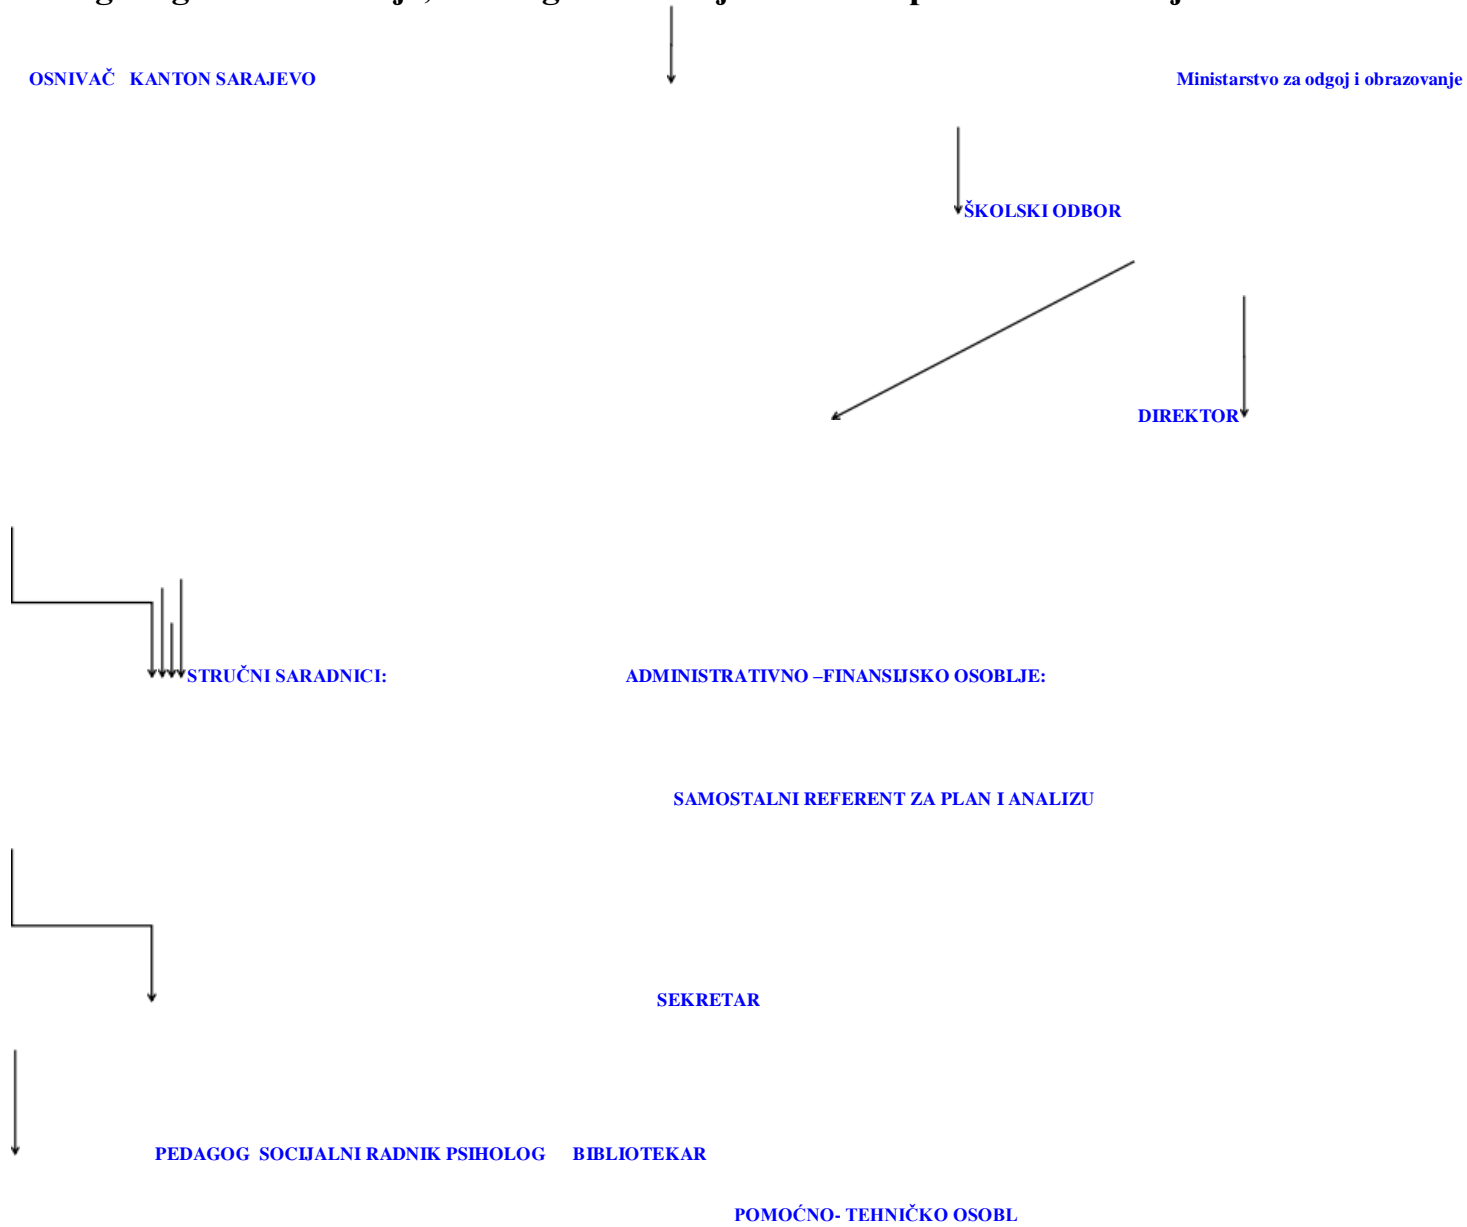 OSNIVAČ KANTON SARAJEVO Ministarstvo za odgoj i obrazovanje
ŠKOLSKI ODBOR
DIREKTOR
STRUČNI SARADNICI: ADMINISTRATIVNO –FINANSIJSKO OSOBLJE:
SAMOSTALNI REFERENT ZA PLAN I ANALIZU
SEKRETAR
PEDAGOG SOCIJALNI RADNIK PSIHOLOG BIBLIOTEKAR
POMOĆNO- TEHNIČKO OSOBL